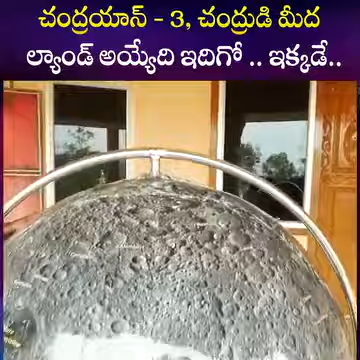 చంద్రయాన్ - 3, చంద్రుడి మీద
ల్యాండ్ అయ్యేది ఇదిగో .. ఇక్కడే..